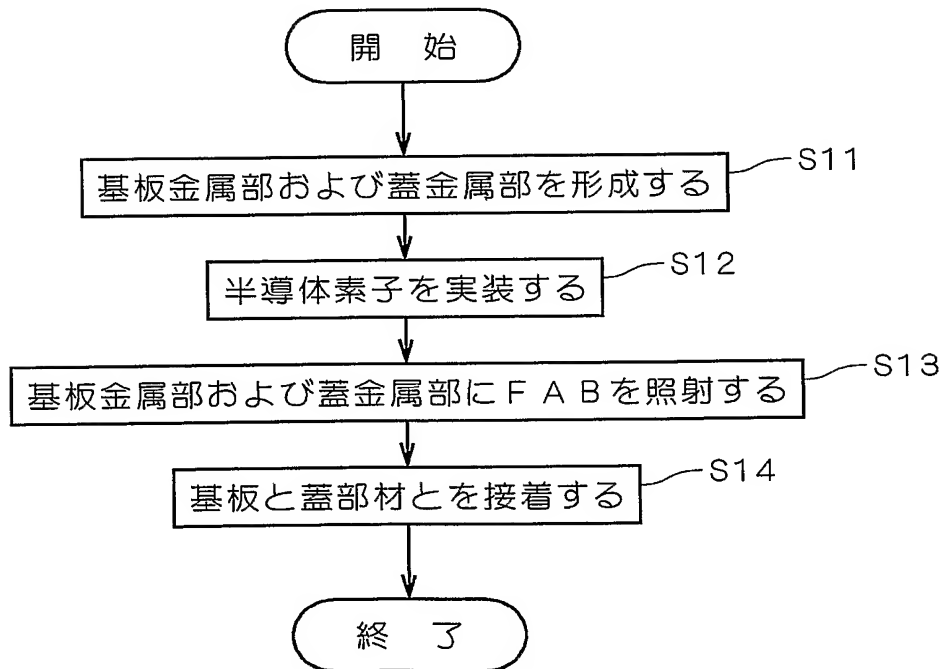 開 始
S11
基板金属部および蓋金属部を形成する
S12
半導体素子を実装する
S13
基板金属部および蓋金属部にＦＡＢを照射する
S14
基板と蓋部材とを接着する
終 了